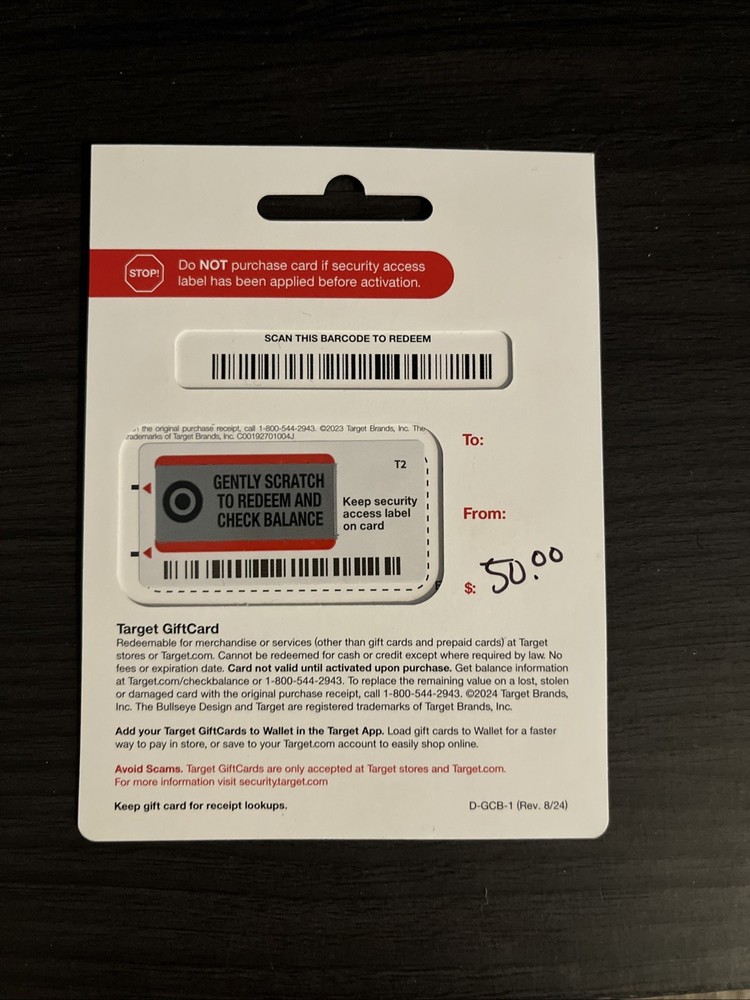 STOP!
Do NOT purchase card if security access
label has been applied before activation.
SCAN THIS BARCODE TO REDEEM
the original purchase receipt, call 1-800-544-2943. ©2023 Target Brands, Inc. The
of Target Brands, Inc. C00192701004J
T2
GENTLY SCRATCH
TO REDEEM AND
CHECK BALANCE
Keep security
access label
on card
To:
From:
$: 50.00
Target GiftCard
Redeemable for merchandise or services (other than gift cards and prepaid cards) at Target
stores or Target.com. Cannot be redeemed for cash or credit except where required by law. No
fees or expiration date. Card not valid until activated upon purchase. Get balance information
at Target.com/checkbalance or 1-800-544-2943. To replace the remaining value on a lost, stolen
or damaged card with the original purchase receipt, call 1-800-544-2943. ©2024 Target Brands,
Inc. The Bullseye Design and Target are registered trademarks of Target Brands, Inc.
Add your Target GiftCards to Wallet in the Target App. Load gift cards to Wallet for a faster
way to pay in store, or save to your Target.com account to easily shop online.
Avoid Scams. Target GiftCards are only accepted at Target stores and Target.com.
For more information visit security.target.com
Keep gift card for receipt lookups.
D-GCB-1 (Rev. 8/24)